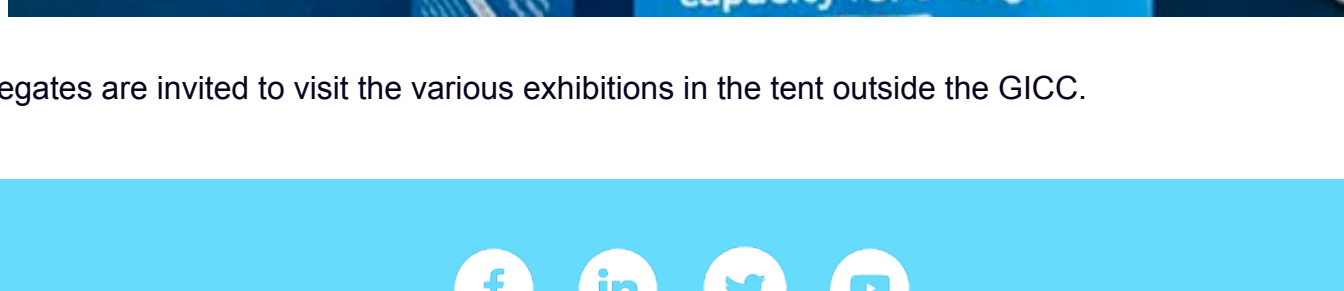 egates are invited to visit the various exhibitions in the tent outside the GICC.